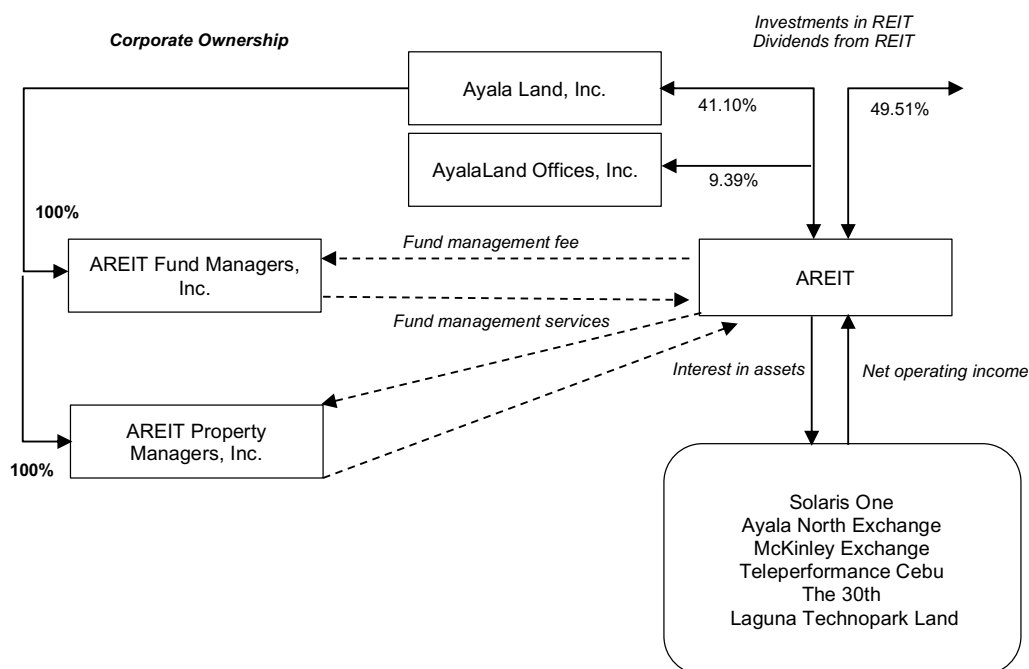 Corporate Ownership
Investments in REIT
Dividends from REIT
Ayala Land, Inc.
41.10%
49.51%
AyalaLand Offices, Inc.
9.39%
100%
AREIT Fund Managers,
Inc.
Fund management fee
AREIT
Fund management services
Interest in assets
Net operating income
AREIT Property
Managers, Inc.
100%
Solaris One
Ayala North Exchange
McKinley Exchange
Teleperformance Cebu
The 30th
Laguna Technopark Land